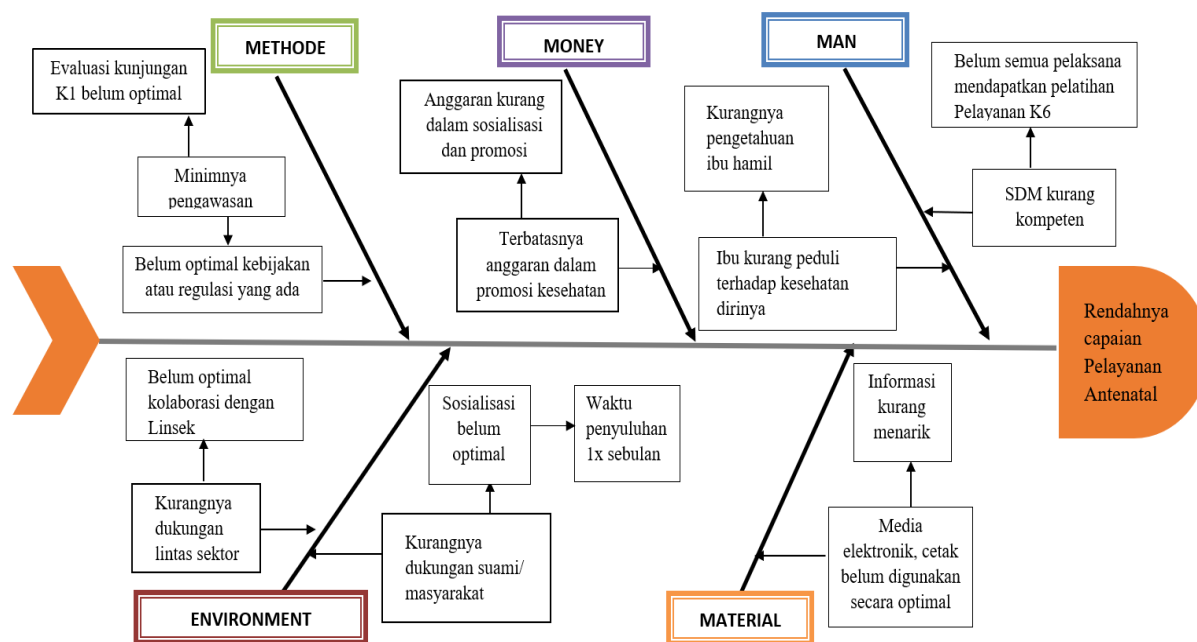 METHODE
MONEY
MAN
Evaluasi kunjungan
K1 belum optimal
Minimnya
pengawasan
Belum optimal kebijakan
atau regulasi yang ada
Anggaran kurang
dalam sosialisasi
dan promosi
Terbatasnya
anggaran dalam
promosi kesehatan
Kurangnya
pengetahuan
ibu hamil
Ibu kurang peduli
terhadap kesehatan
dirinya
Belum semua pelaksana
mendapatkan pelatihan
Pelayanan K6
SDM kurang
kompeten
Rendahnya
capaian
Pelayanan
Antenatal
Belum optimal
kolaborasi dengan
Linsek
Kurangnya
dukungan
lintas sektor
Sosialisasi
belum
optimal
Waktu
penyuluhan
1x sebulan
Kurangnya
dukungan suami/
masyarakat
Informasi
kurang
menarik
Media
elektronik, cetak
belum digunakan
secara optimal
ENVIRONMENT
MATERIAL